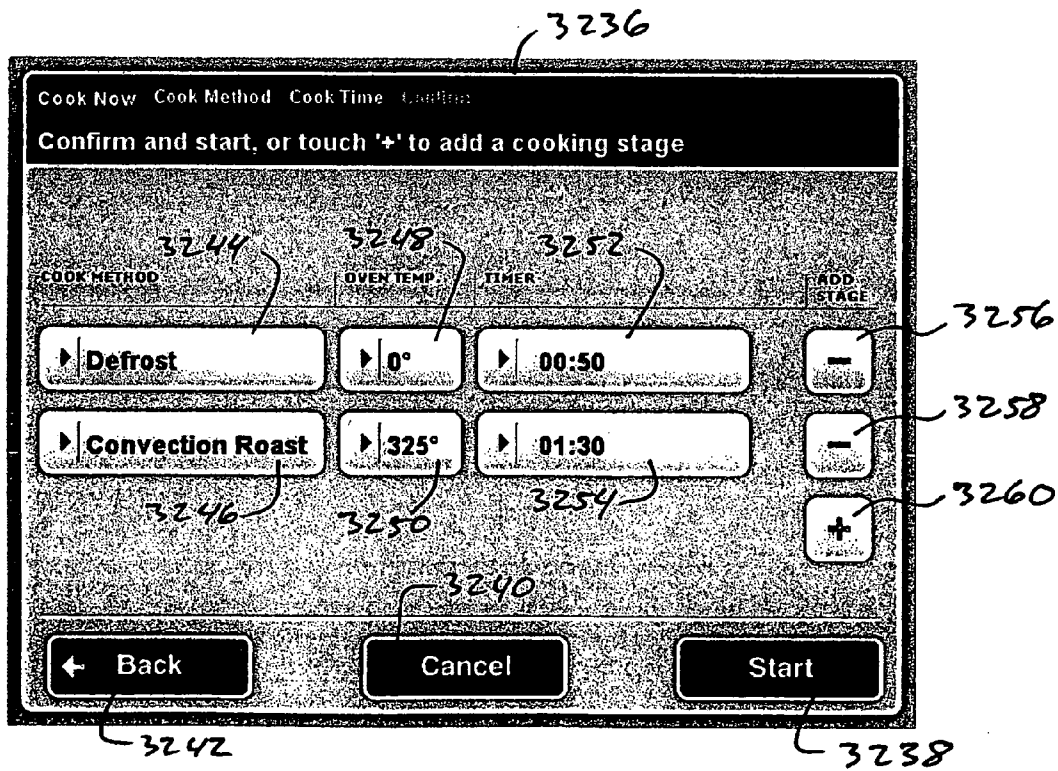 3236
Cook Now Cook Method Cook Time Confirm
Confirm and start, or touch '+' to add a cooking stage
3244 3248 3252
COOK METHOD OVEN TEMP TIMER ADD STAGE
3256
Defrost 0° 00:50 -
3258
Convection Roast 325° 01:30 -
3246 3250 3254 3260
+
3240
← Back Cancel Start
3242 3238